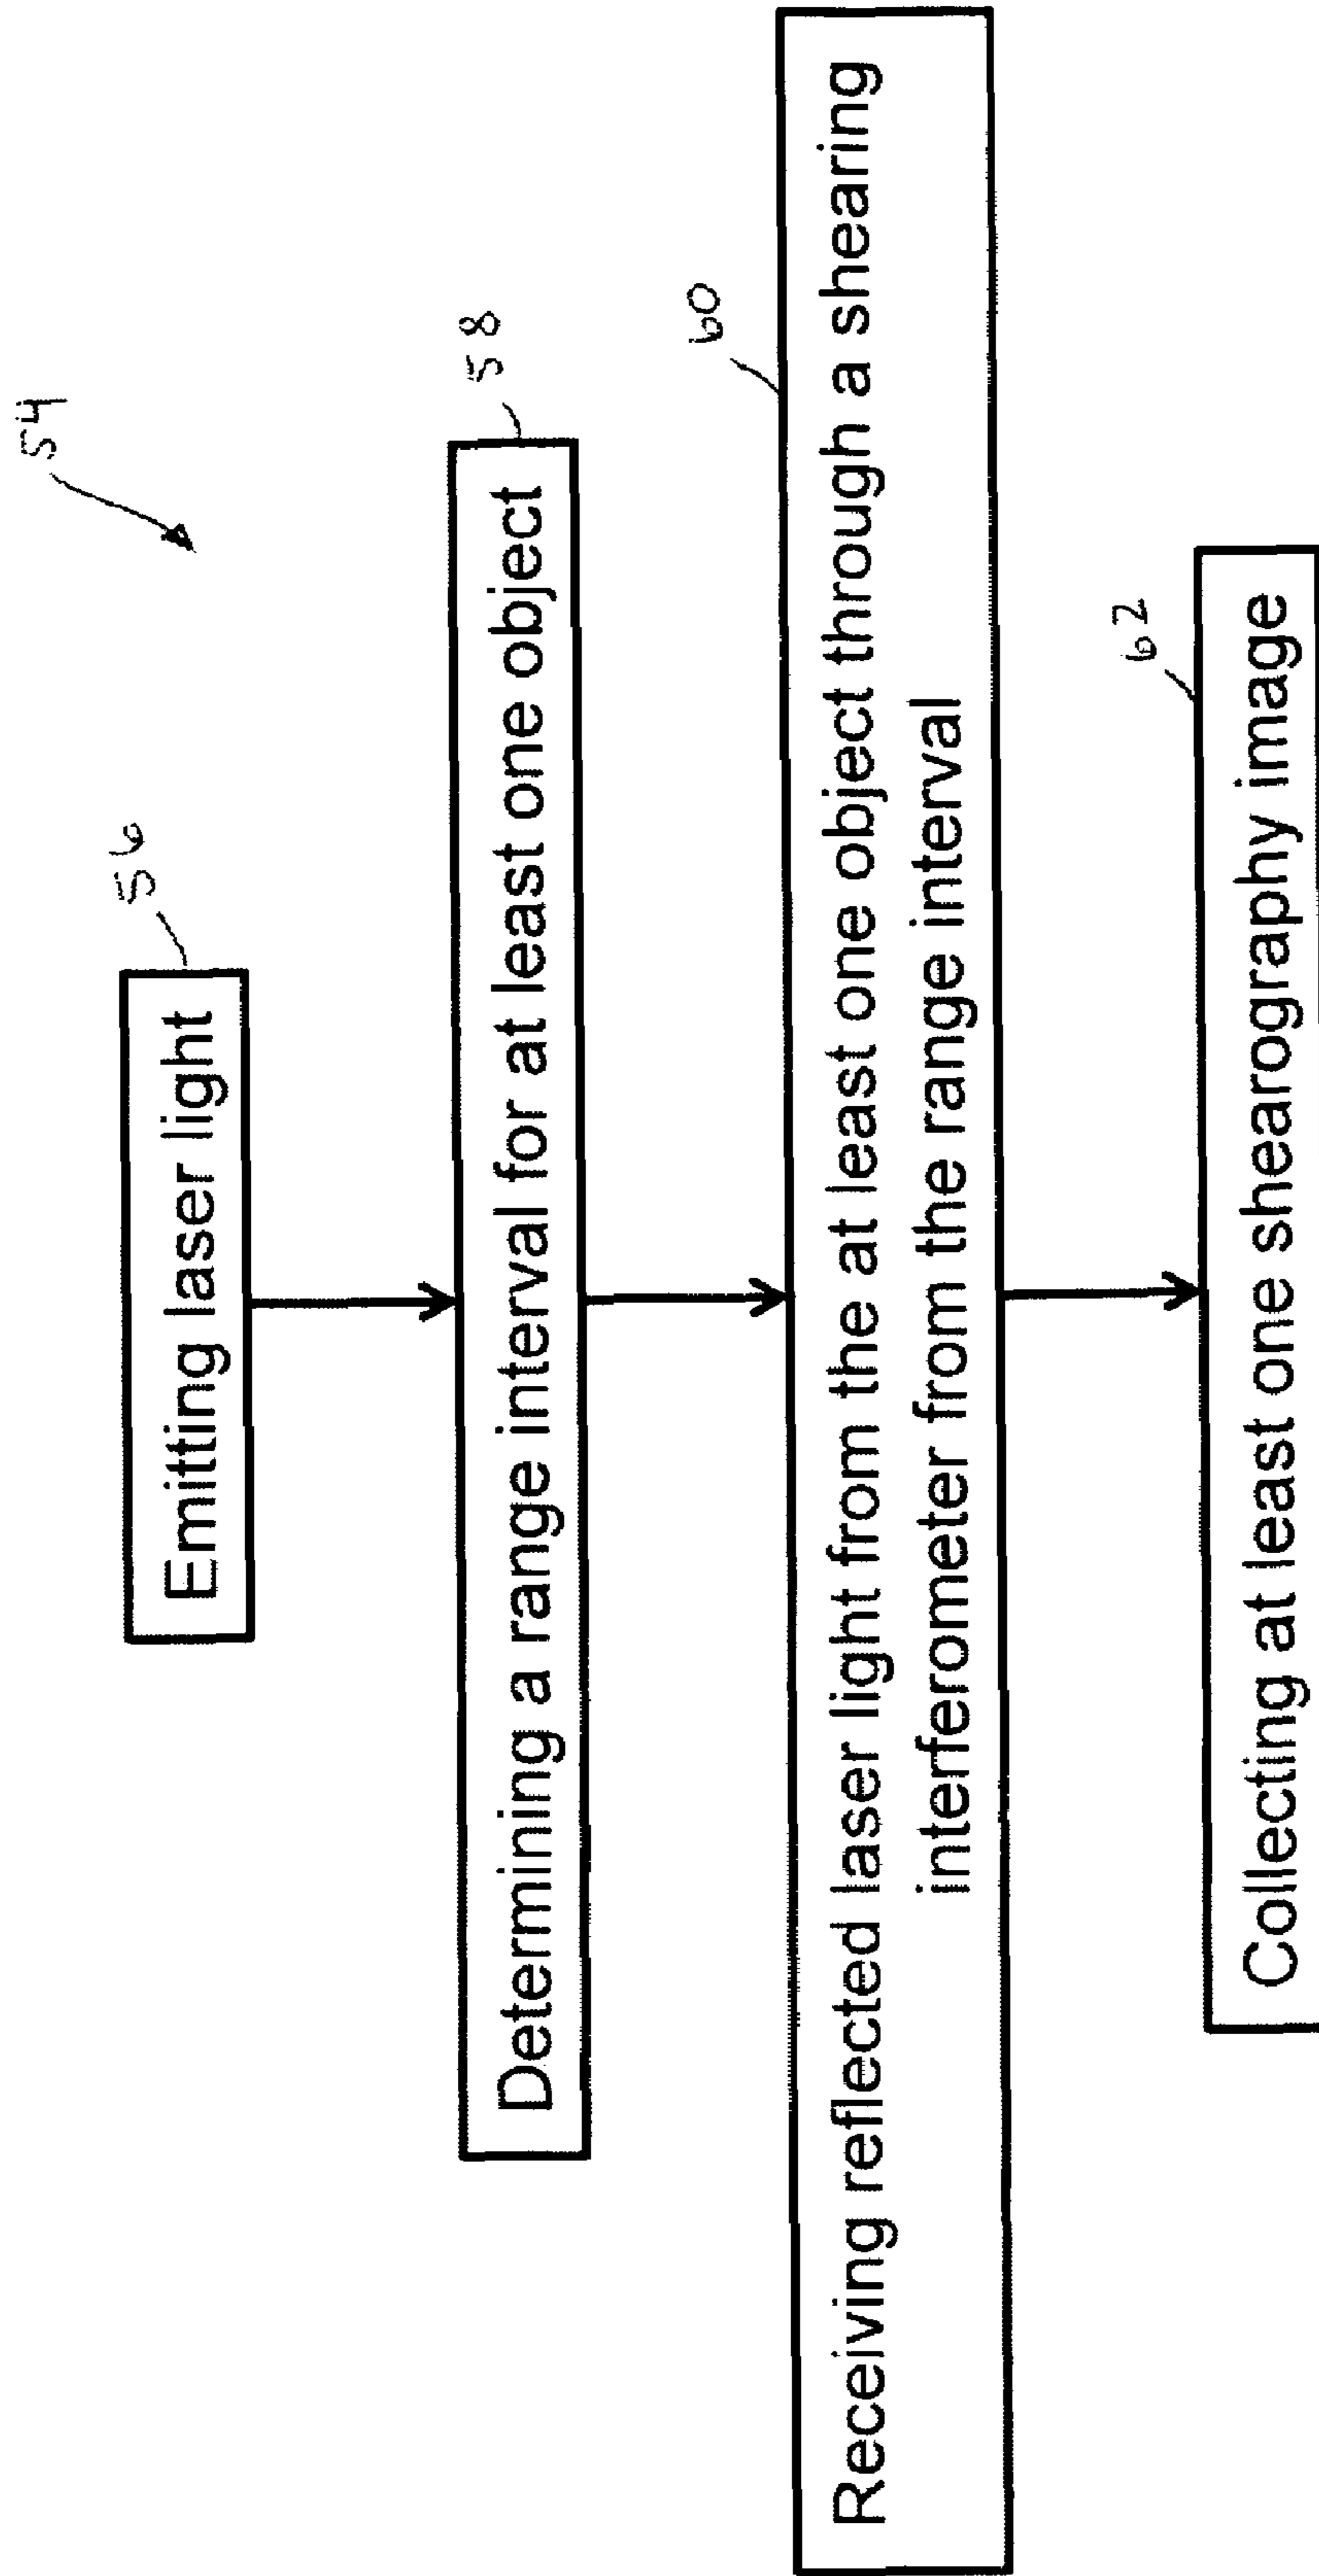 54
56
Emitting laser light
58
Determining a range interval for at least one object
60
Receiving reflected laser light from the at least one object through a shearing
interferometer from the range interval
62
Collecting at least one shearography image